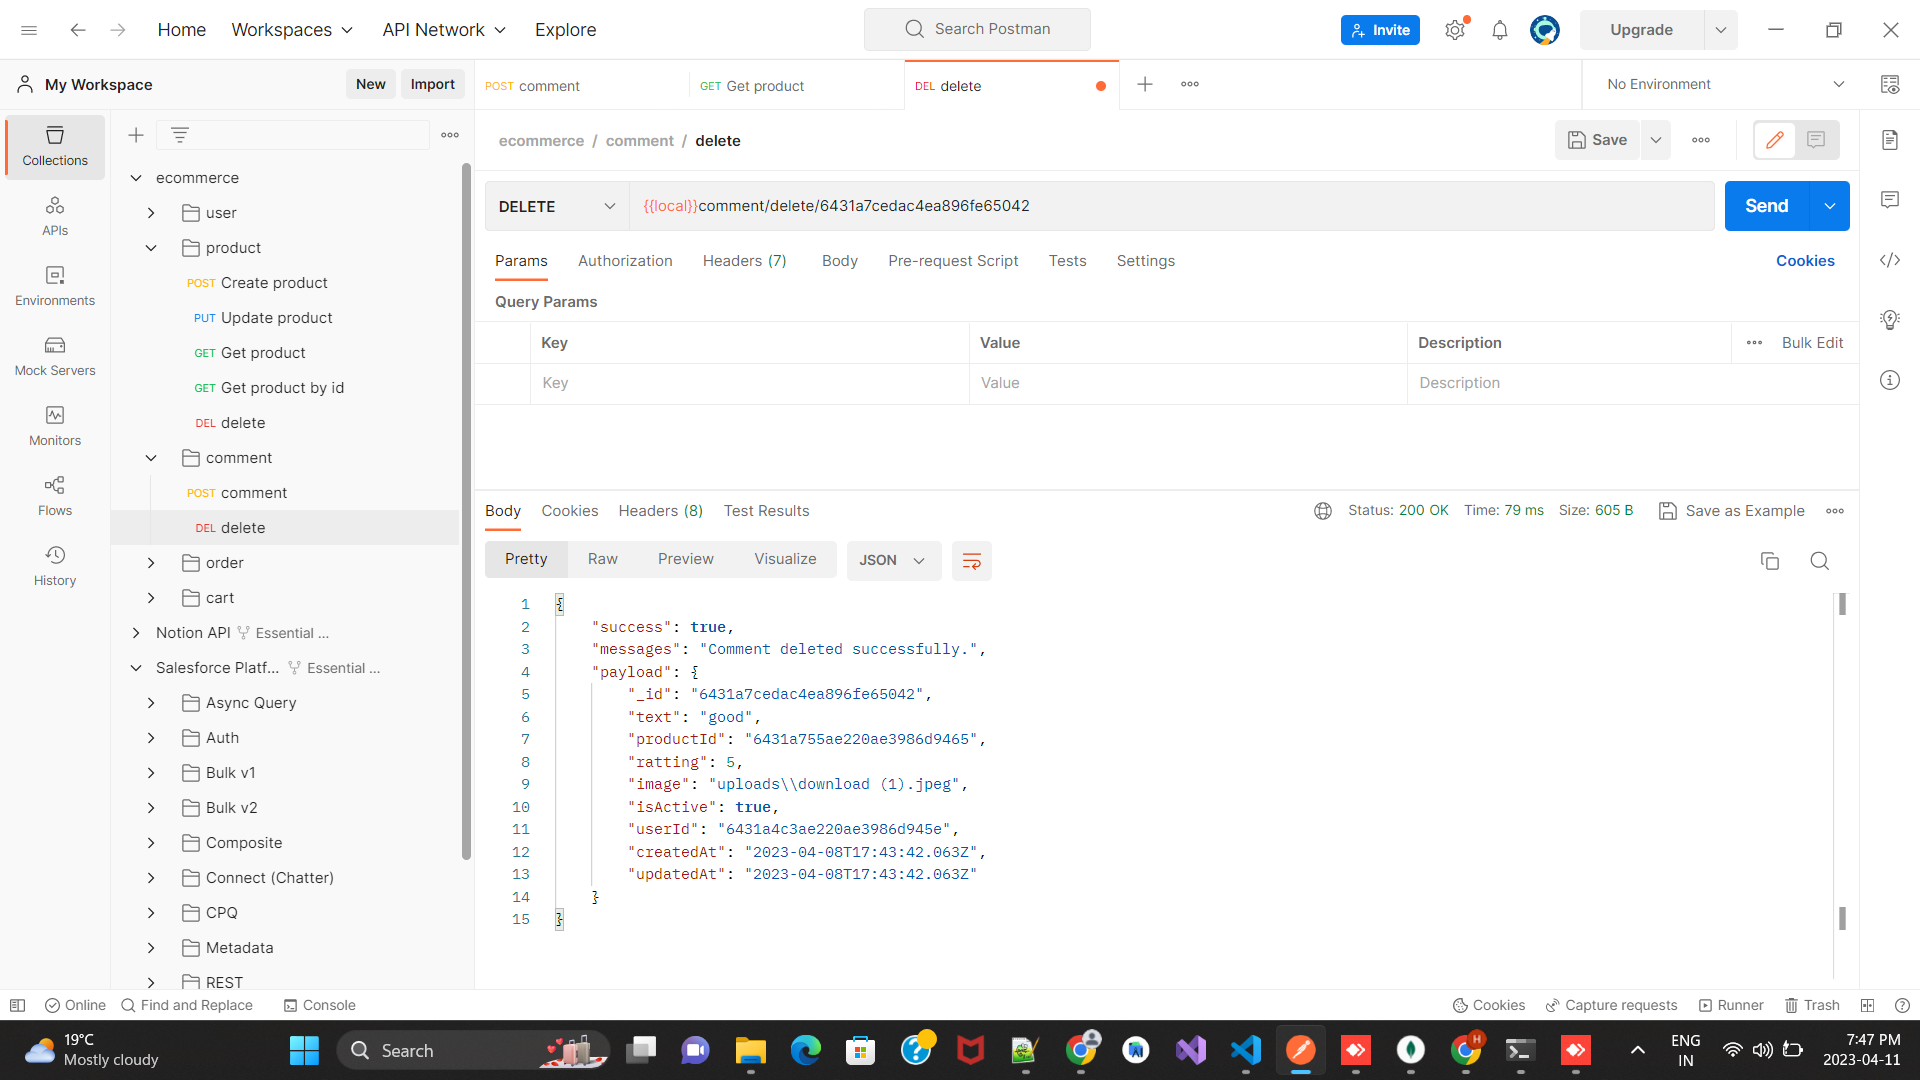 Home Workspaces API Network Explore Search Postman Invite Upgrade
My Workspace New Import POST comment GET Get product DEL delete No Environment
Collections
APIs
Environments
Mock Servers
Monitors
Flows
History
ecommerce
user
product
POST Create product
PUT Update product
GET Get product
GET Get product by id
DEL delete
comment
POST comment
DEL delete
order
cart
Notion API Essential ...
Salesforce Platf... Essential ...
Async Query
Auth
Bulk v1
Bulk v2
Composite
Connect (Chatter)
CPQ
Metadata
REST
ecommerce / comment / delete Save
DELETE {{local}}comment/delete/6431a7cedac4ea896fe65042 Send
Params Authorization Headers (7) Body Pre-request Script Tests Settings Cookies
Query Params
Key Value Description Bulk Edit
Key Value Description
Body Cookies Headers (8) Test Results Status: 200 OK Time: 79 ms Size: 605 B Save as Example
Pretty Raw Preview Visualize JSON
1 {
2 "success": true,
3 "messages": "Comment deleted successfully.",
4 "payload": {
5 "_id": "6431a7cedac4ea896fe65042",
6 "text": "good",
7 "productId": "6431a755ae220ae3986d9465",
8 "ratting": 5,
9 "image": "uploads\\download (1).jpeg",
10 "isActive": true,
11 "userId": "6431a4c3ae220ae3986d945e",
12 "createdAt": "2023-04-08T17:43:42.063Z",
13 "updatedAt": "2023-04-08T17:43:42.063Z"
14 }
15 }
Online Find and Replace Console Cookies Capture requests Runner Trash
19°C
Mostly cloudy
Search
ENG
IN
7:47 PM
2023-04-11